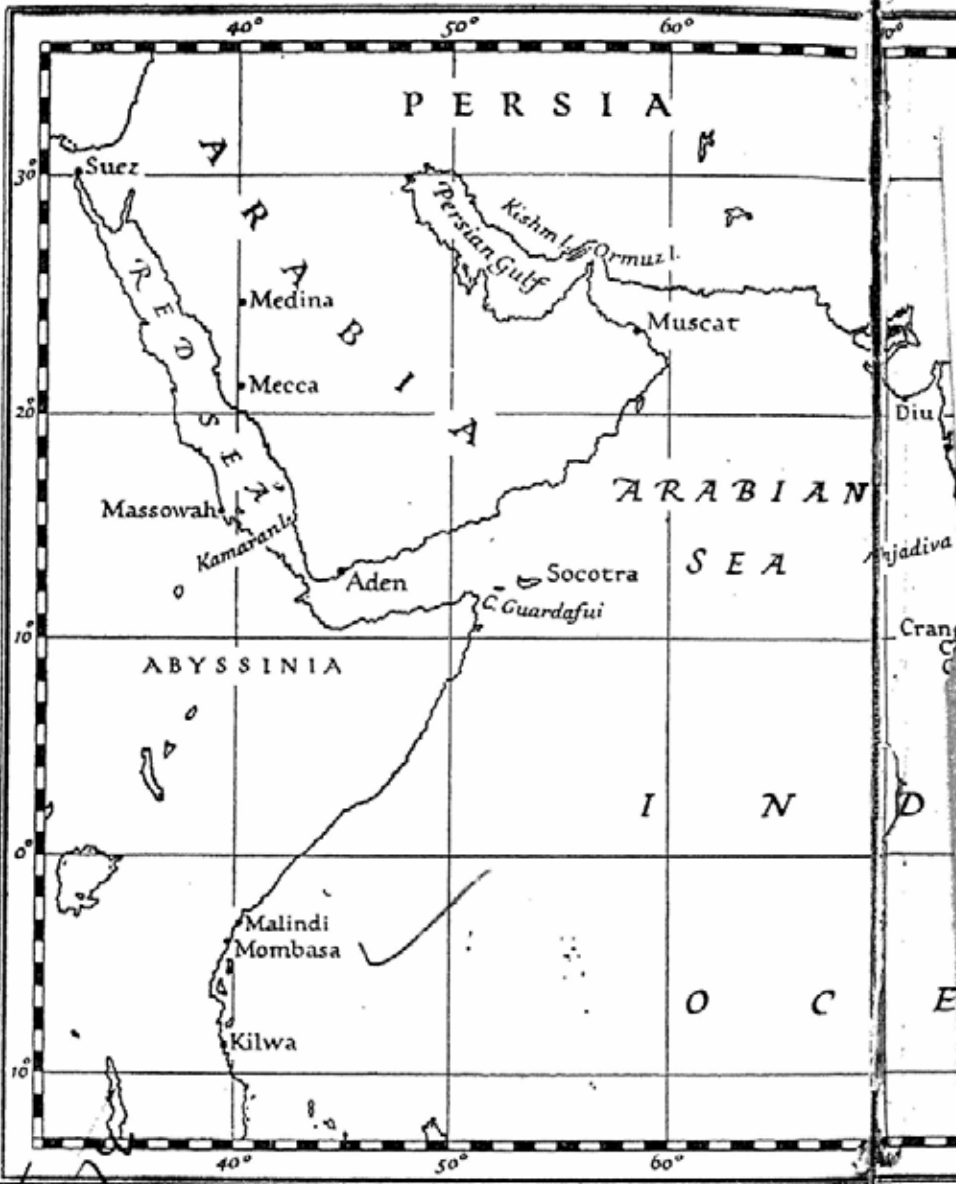 40°
50°
60°
PERSIA
ARABIA
30°
Suez
Persian Gulf
Kishm I.
Ormuz I.
RED SEA
Medina
Muscat
Mecca
20°
Diu
ARABIAN
SEA
Massowah
Kamaran I.
Aden
Socotra
C. Guardafui
10°
ABYSSINIA
I N D
0°
Malindi
Mombasa
O C E
Kilwa
10°
40°
50°
60°